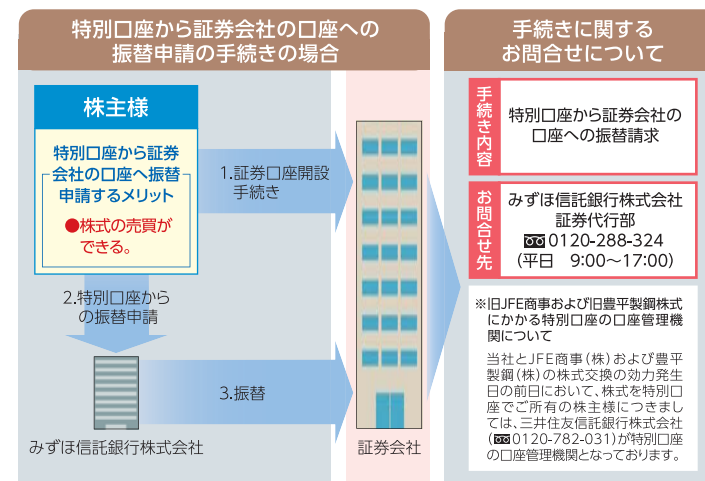 特別口座から証券会社の口座への
振替申請の手続きの場合
株主様
特別口座から証券
会社の口座へ振替
申請するメリット
●株式の売買が
できる。
1.証券口座開設
手続き
2.特別口座から
の振替申請
3.振替
みずほ信託銀行株式会社
証券会社
手続きに関する
お問合せについて
手続き内容
特別口座から証券会社の
口座への振替請求
お問合せ先
みずほ信託銀行株式会社
証券代行部
0120-288-324
(平日 9:00～17:00)
※旧JFE商事および旧豊平製鋼株式
にかかる特別口座の口座管理機
関について
当社とJFE商事(株)および豊平
製鋼(株)の株式交換の効力発生
日の前日において、株式を特別口
座でご所有の株主様につきまし
ては、三井住友信託銀行株式会社
(0120-782-031)が特別口座
の口座管理機関となっております。